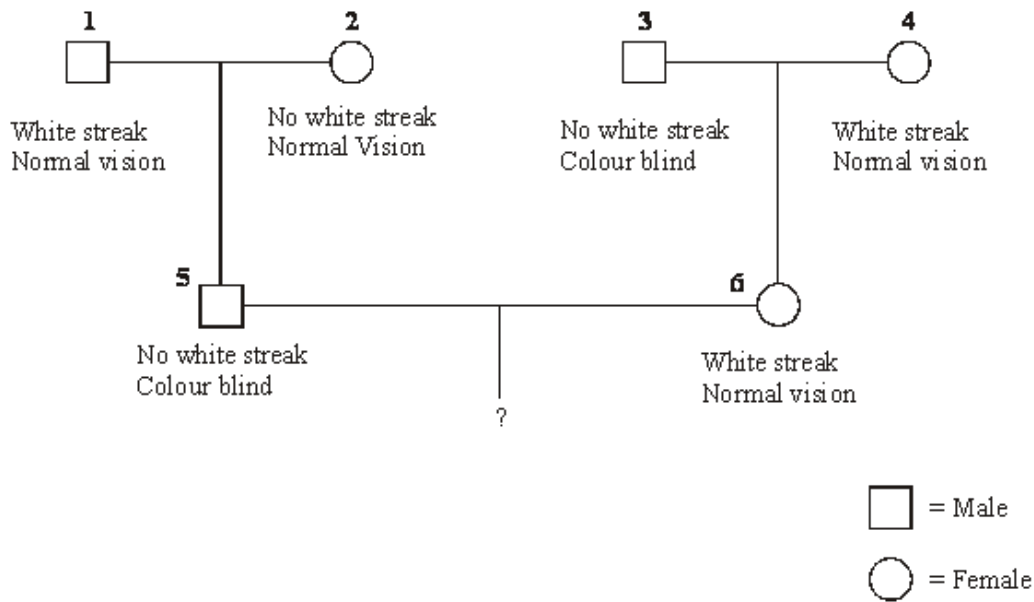 1
2
3
4
White streak
Normal vision
No white streak
Normal Vision
No white streak
Colour blind
White streak
Normal vision
5
6
No white streak
Colour blind
White streak
Normal vision
?
= Male
= Female